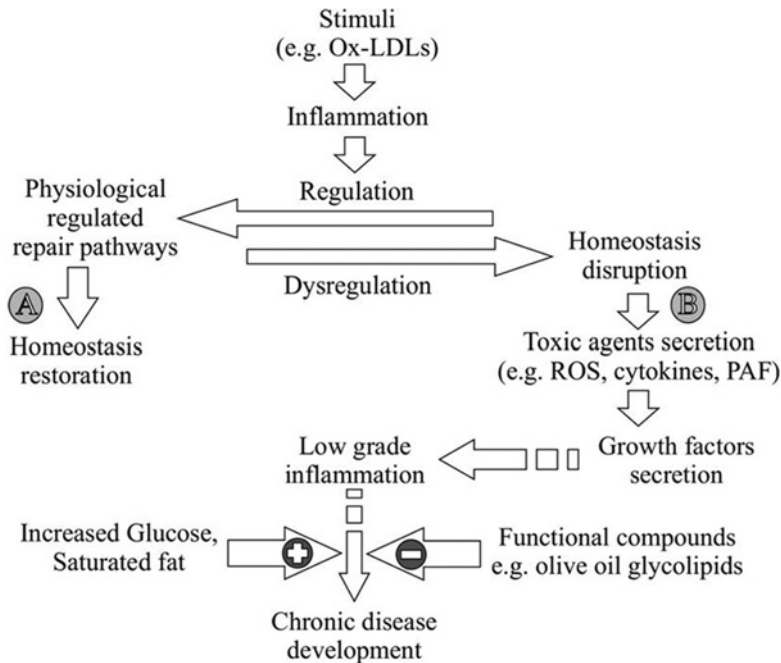 Stimuli
(e.g. Ox-LDLs)
Inflammation
Regulation
Physiological
regulated
repair pathways
Dysregulation
Homeostasis
disruption
A
B
Homeostasis
restoration
Toxic agents secretion
(e.g. ROS, cytokines, PAF)
Low grade
inflammation
Growth factors
secretion
Increased Glucose,
Saturated fat
Functional compounds
e.g. olive oil glycolipids
Chronic disease
development